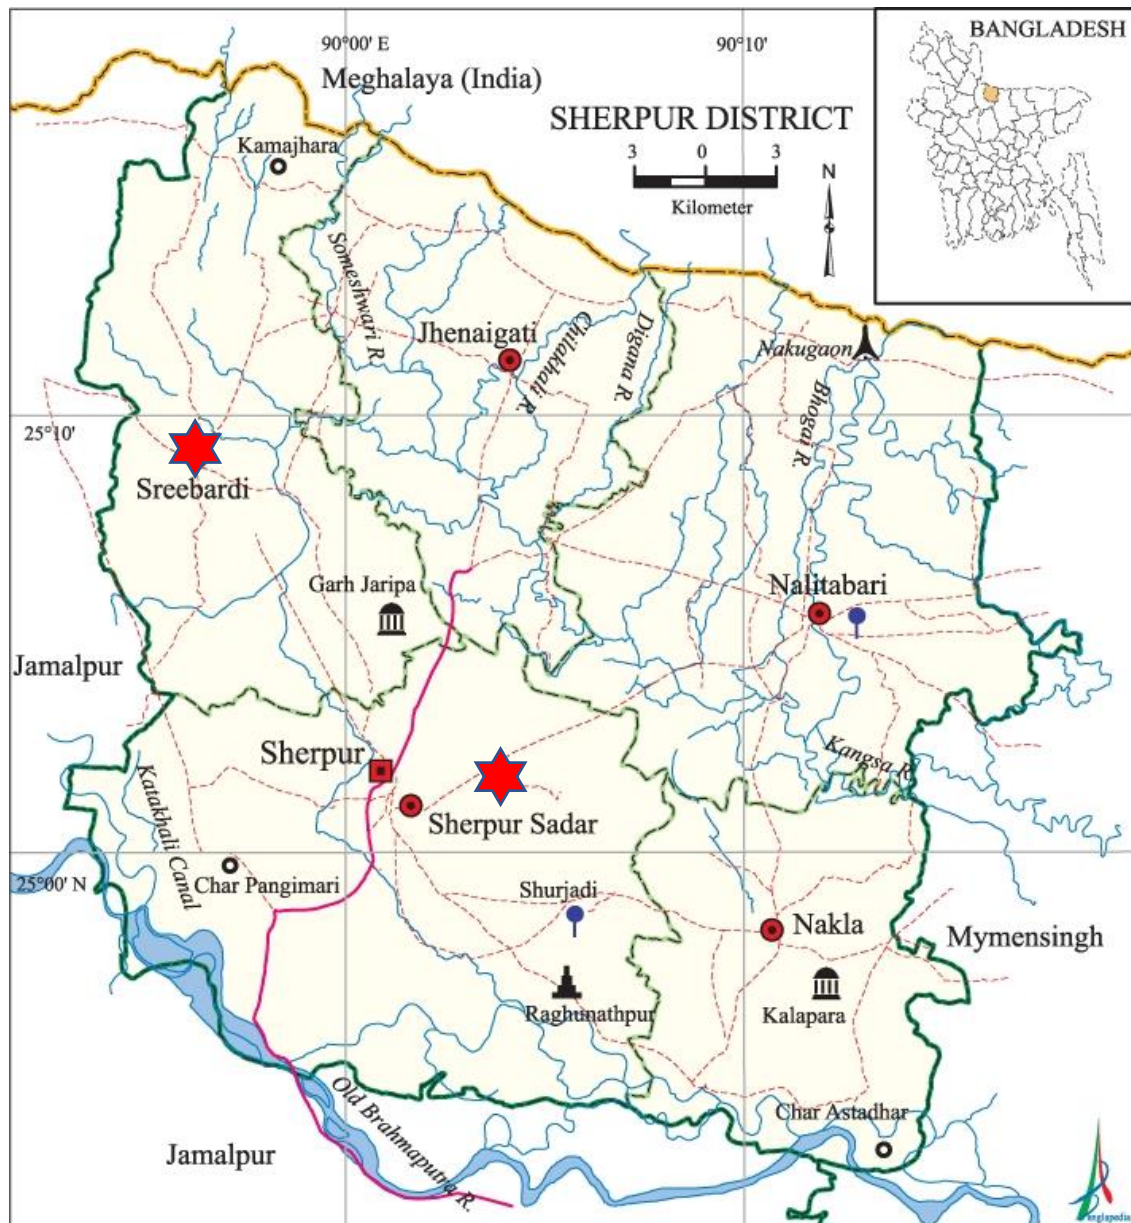 90°00' E
90°10'
BANGLADESH
Meghalaya (India)
SHERPUR DISTRICT
3 0 3
Kilometer
N
Kamajhara
Someshwari R.
Jhenaigati
Chilakhali R.
Digana R.
Nakugaon
Bhogai R.
25°10'
Sreebardi
Garh Jaripa
Nalitabari
Jamalpur
Sherpur
Kangsa R.
Katakhali Canal
Sherpur Sadar
25°00' N
Char Pangimari
Shurjadi
Nakla
Mymensingh
Raghunathpur
Kalapara
Old Brahmaputra R.
Char Astadhar
Jamalpur
anglapedia